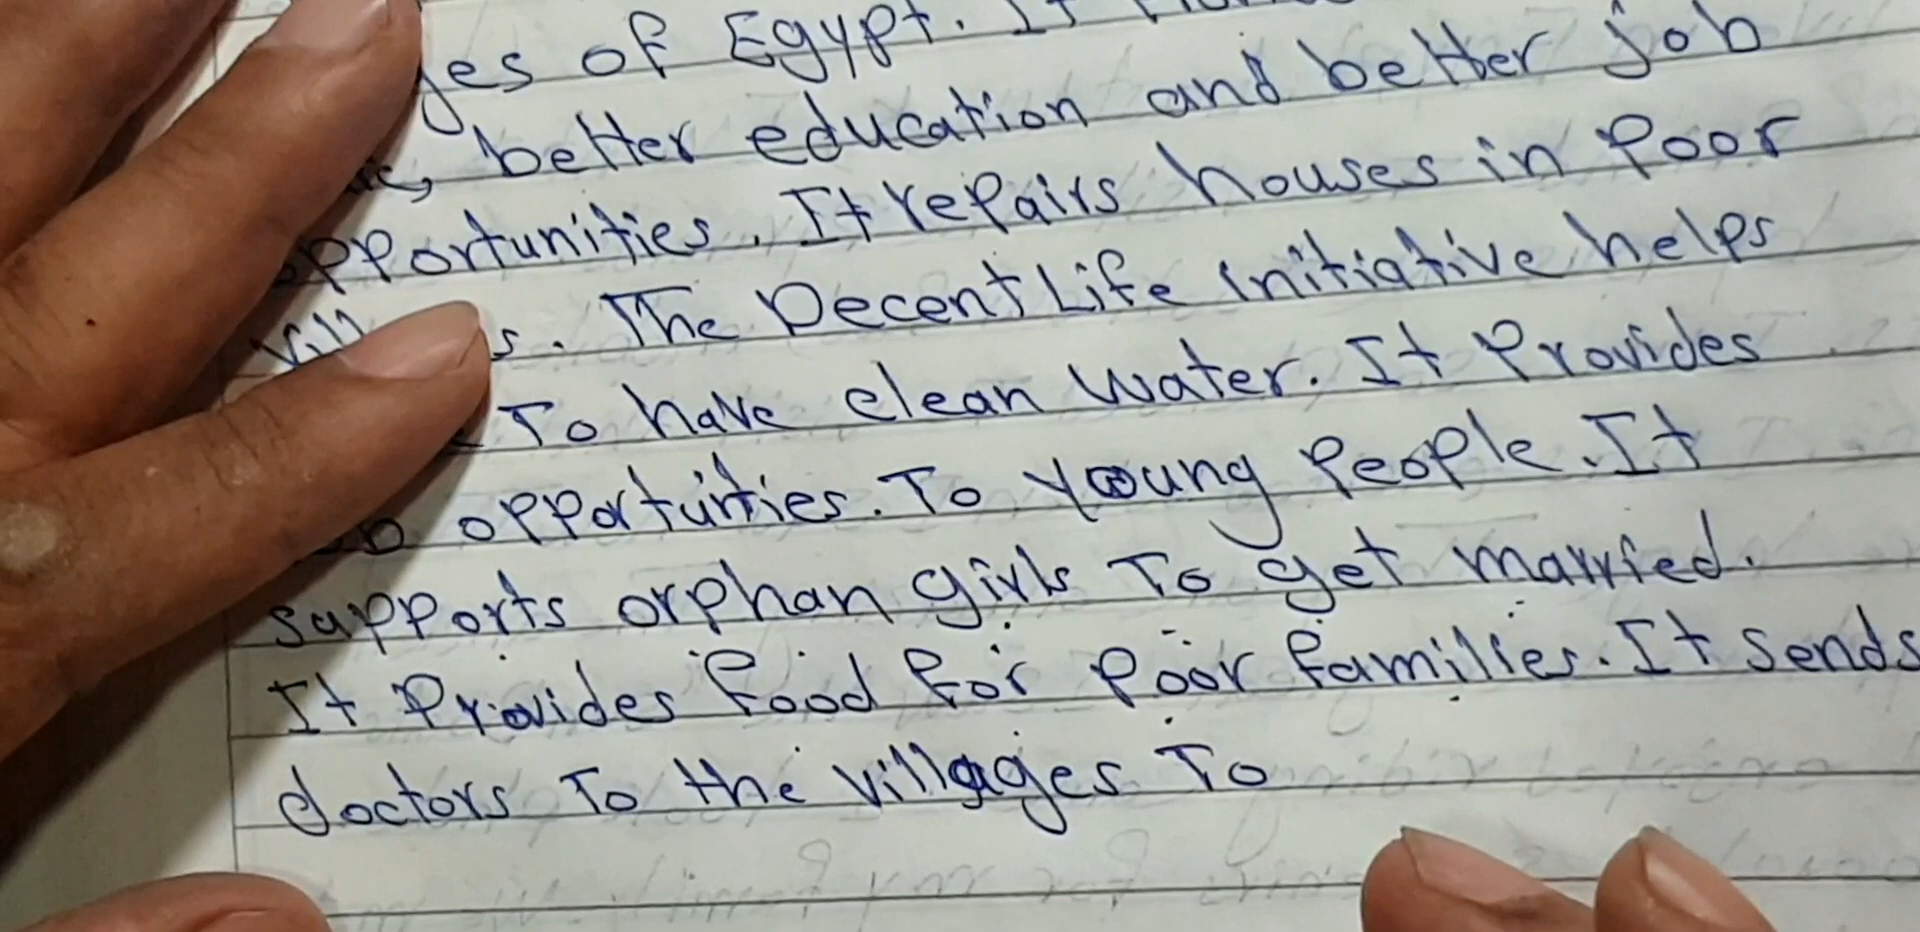 of Egypt. It
better education and better job
opportunities. It repairs houses in Poor
The Decent Life initiative helps
To have clean water. It Provides
opportuities. To young People. It
supports orphan girls To get married.
It Provides food for Poor families. It sends
doctors To the villages To